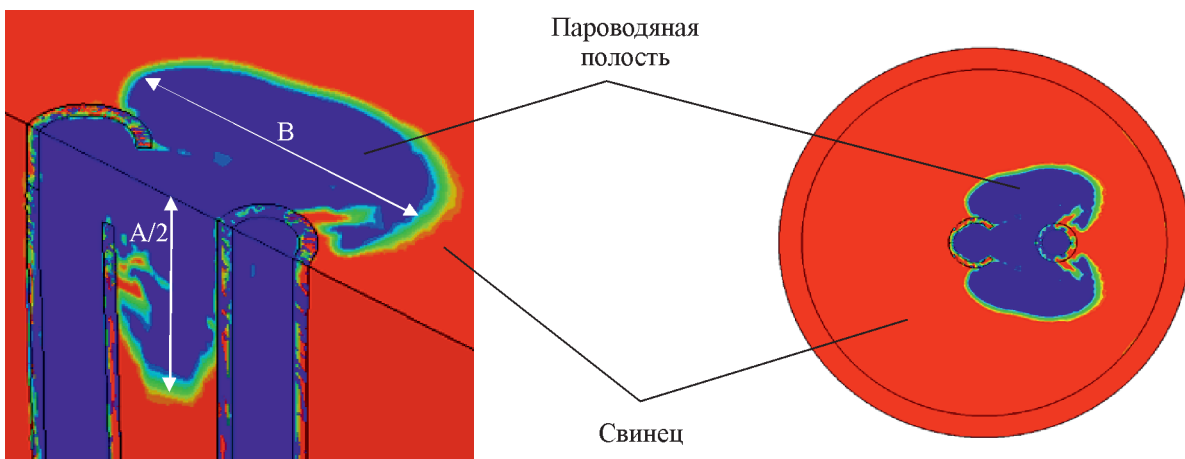 Пароводяная
полость
B
A/2
Свинец